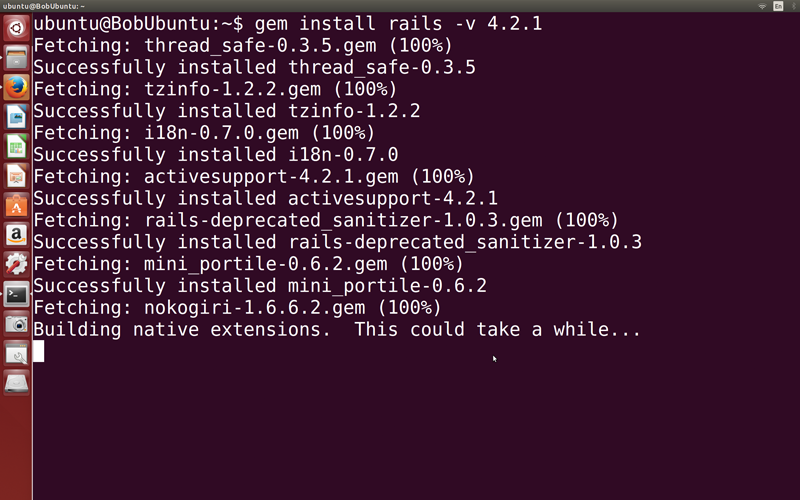 ubuntu@BobUbuntu: ~
En
ubuntu@BobUbuntu:~$ gem install rails -v 4.2.1
Fetching: thread_safe-0.3.5.gem (100%)
Successfully installed thread_safe-0.3.5
Fetching: tzinfo-1.2.2.gem (100%)
Successfully installed tzinfo-1.2.2
Fetching: i18n-0.7.0.gem (100%)
Successfully installed i18n-0.7.0
Fetching: activesupport-4.2.1.gem (100%)
Successfully installed activesupport-4.2.1
Fetching: rails-deprecated_sanitizer-1.0.3.gem (100%)
Successfully installed rails-deprecated_sanitizer-1.0.3
Fetching: mini_portile-0.6.2.gem (100%)
Successfully installed mini_portile-0.6.2
Fetching: nokogiri-1.6.6.2.gem (100%)
Building native extensions.  This could take a while...